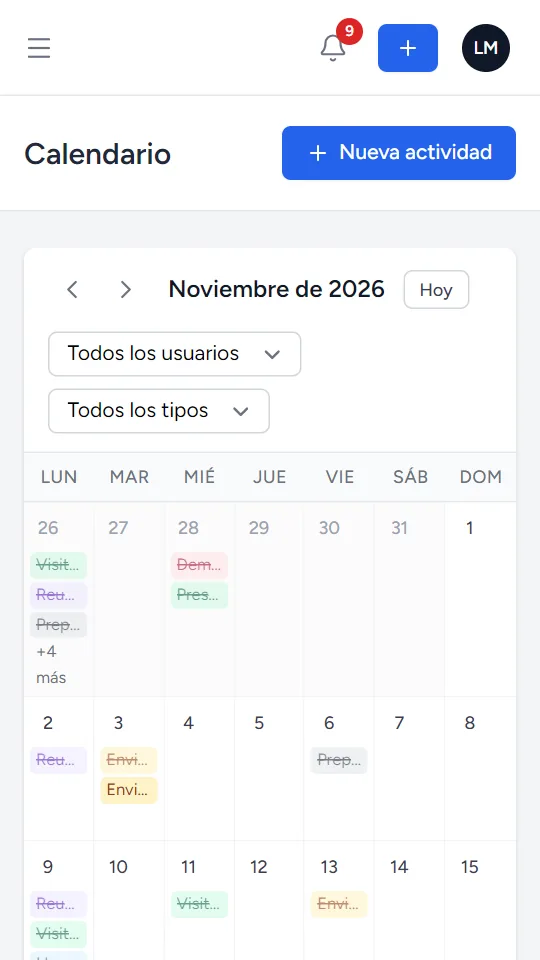 9
LM
Calendario
Nueva actividad
Noviembre de 2026
Hoy
Todos los usuarios
Todos los tipos
LUN MAR MIÉ JUE VIE SÁB DOM
26 27 28 29 30 31 1
Visit... Dem...
Reu... Pres...
Prep...
+4
más
2 3 4 5 6 7 8
Reu... Envi... Prep...
Envi...
9 10 11 12 13 14 15
Reu... Visit... Envi...
Visit...